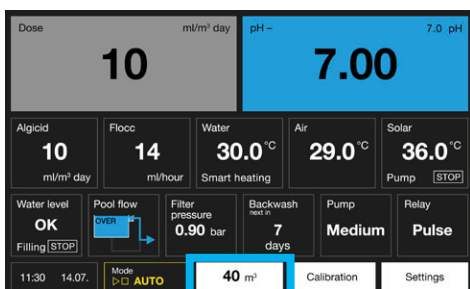 Dose ml/m³ day
10
pH – 7.0 pH
7.00
Algicid
10
ml/m³ day
Flocc
14
ml/hour
Water
30.0 °C
Smart heating
Air
29.0 °C
Solar
36.0 °C
Pump STOP
Water level
OK
Filling STOP
Pool flow
OVER
Filter
pressure
0.90 bar
Backwash
next in
7
days
Pump
Medium
Relay
Pulse
11:30 14.07.
Mode
AUTO
40 m³
Calibration
Settings